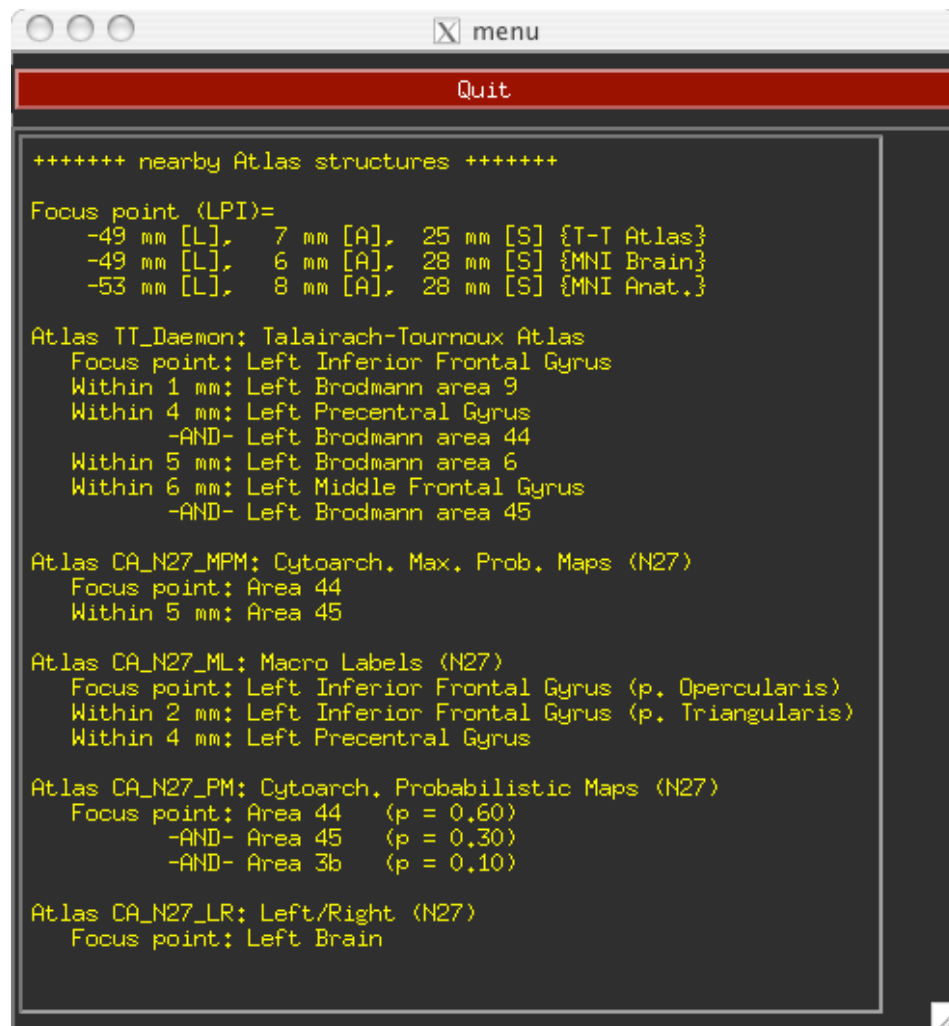 menu
Quit
+++++++ nearby Atlas structures +++++++
Focus point (LPI)=
-49 mm [L], 7 mm [A], 25 mm [S] {T-T Atlas}
-49 mm [L], 6 mm [A], 28 mm [S] {MNI Brain}
-53 mm [L], 8 mm [A], 28 mm [S] {MNI Anat.}
Atlas TT_Daemon: Talairach-Tournoux Atlas
Focus point: Left Inferior Frontal Gyrus
Within 1 mm: Left Brodmann area 9
Within 4 mm: Left Precentral Gyrus
-AND- Left Brodmann area 44
Within 5 mm: Left Brodmann area 6
Within 6 mm: Left Middle Frontal Gyrus
-AND- Left Brodmann area 45
Atlas CA_N27_MPM: Cytoarch. Max. Prob. Maps (N27)
Focus point: Area 44
Within 5 mm: Area 45
Atlas CA_N27_ML: Macro Labels (N27)
Focus point: Left Inferior Frontal Gyrus (p. Opercularis)
Within 2 mm: Left Inferior Frontal Gyrus (p. Triangularis)
Within 4 mm: Left Precentral Gyrus
Atlas CA_N27_PM: Cytoarch. Probabilistic Maps (N27)
Focus point: Area 44 (p = 0.60)
-AND- Area 45 (p = 0.30)
-AND- Area 3b (p = 0.10)
Atlas CA_N27_LR: Left/Right (N27)
Focus point: Left Brain